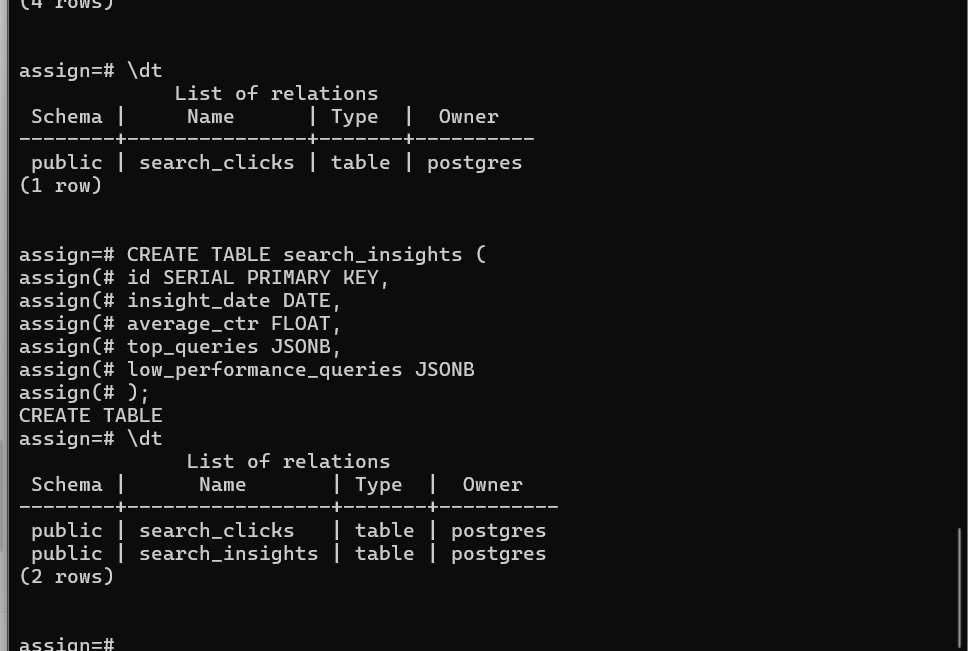 (4 rows)
assign=# \dt
List of relations
Schema | Name | Type | Owner
--------+---------------+-------+----------
public | search_clicks | table | postgres
(1 row)
assign=# CREATE TABLE search_insights (
assign(# id SERIAL PRIMARY KEY,
assign(# insight_date DATE,
assign(# average_ctr FLOAT,
assign(# top_queries JSONB,
assign(# low_performance_queries JSONB
assign(# );
CREATE TABLE
assign=# \dt
List of relations
Schema | Name | Type | Owner
--------+-----------------+-------+----------
public | search_clicks | table | postgres
public | search_insights | table | postgres
(2 rows)
assign=#